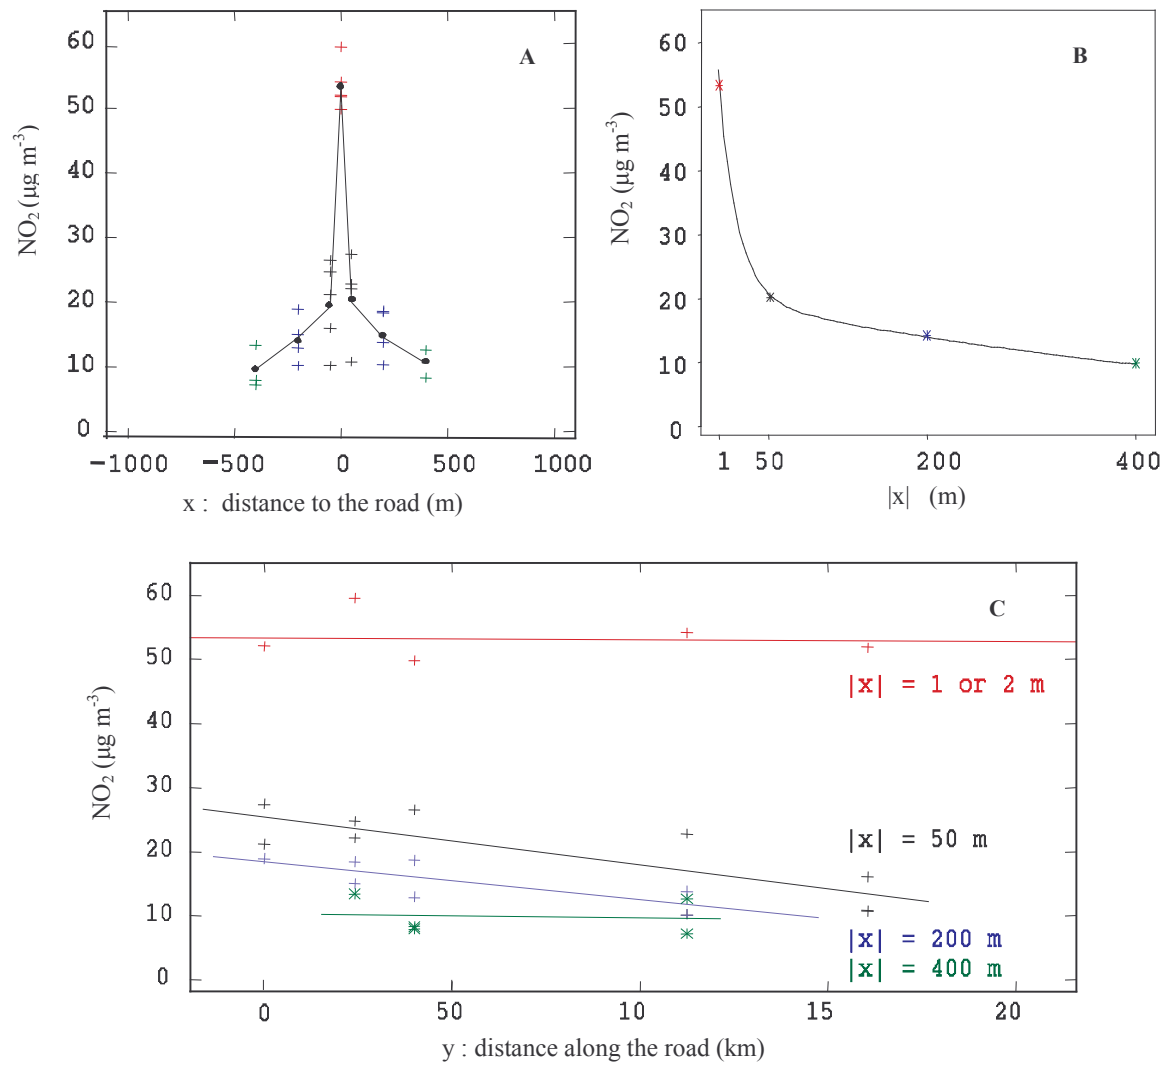 A
NO2 (µg m-3)
60
50
40
30
20
10
0
−1000 −500 0 500 1000
x : distance to the road (m)
B
NO2 (µg m-3)
60
50
40
30
20
10
0
1 50 200 400
|x| (m)
C
NO2 (µg m-3)
60
50
40
30
20
10
0
|x| = 1 or 2 m
|x| = 50 m
|x| = 200 m
|x| = 400 m
0 50 10 15 20
y : distance along the road (km)